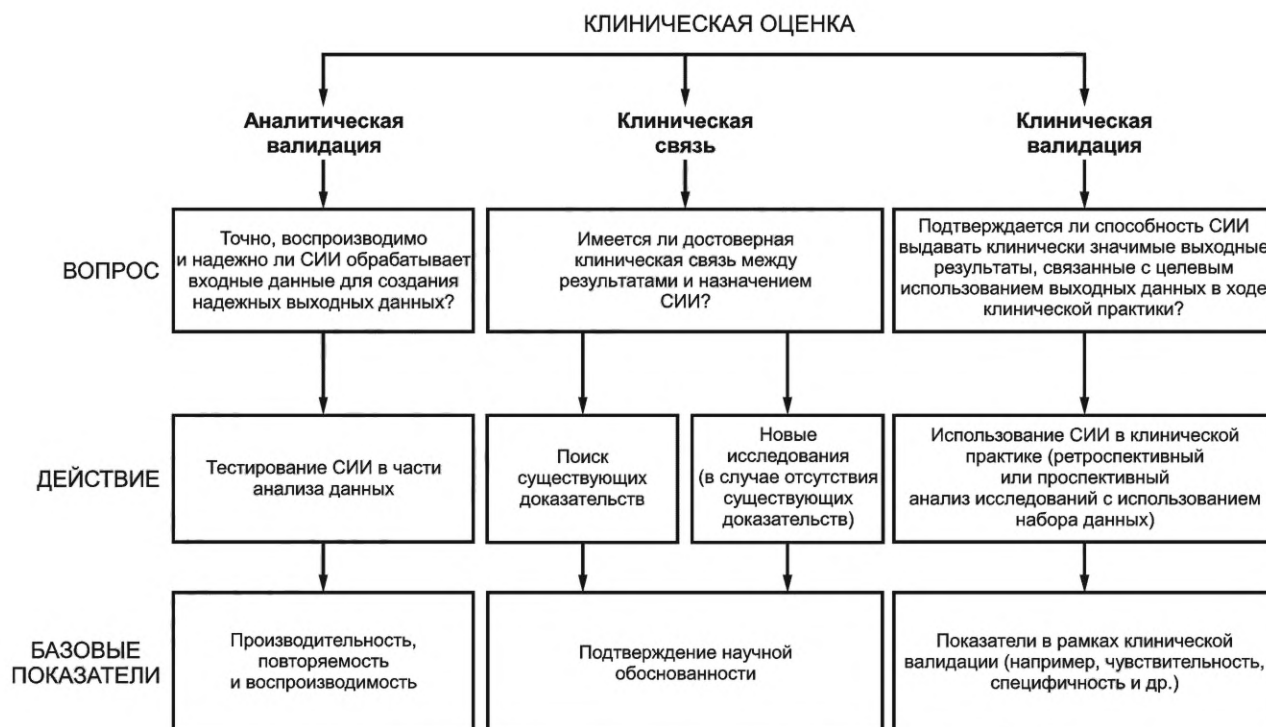 КЛИНИЧЕСКАЯ ОЦЕНКА
Аналитическая
валидация
Клиническая
связь
Клиническая
валидация
ВОПРОС
Точно, воспроизводимо
и надежно ли СИИ обрабатывает
входные данные для создания
надежных выходных данных?
Имеется ли достоверная
клиническая связь между
результатами и назначением
СИИ?
Подтверждается ли способность СИИ
выдавать клинически значимые выходные
результаты, связанные с целевым
использованием выходных данных в ходе
клинической практики?
ДЕЙСТВИЕ
Тестирование СИИ в части
анализа данных
Поиск
существующих
доказательств
Новые
исследования
(в случае отсутствия
существующих
доказательств)
Использование СИИ в клинической
практике (ретроспективный
или проспективный
анализ исследований с использованием
набора данных)
БАЗОВЫЕ
ПОКАЗАТЕЛИ
Производительность,
повторяемость
и воспроизводимость
Подтверждение научной
обоснованности
Показатели в рамках клинической
валидации (например, чувствительность,
специфичность и др.)